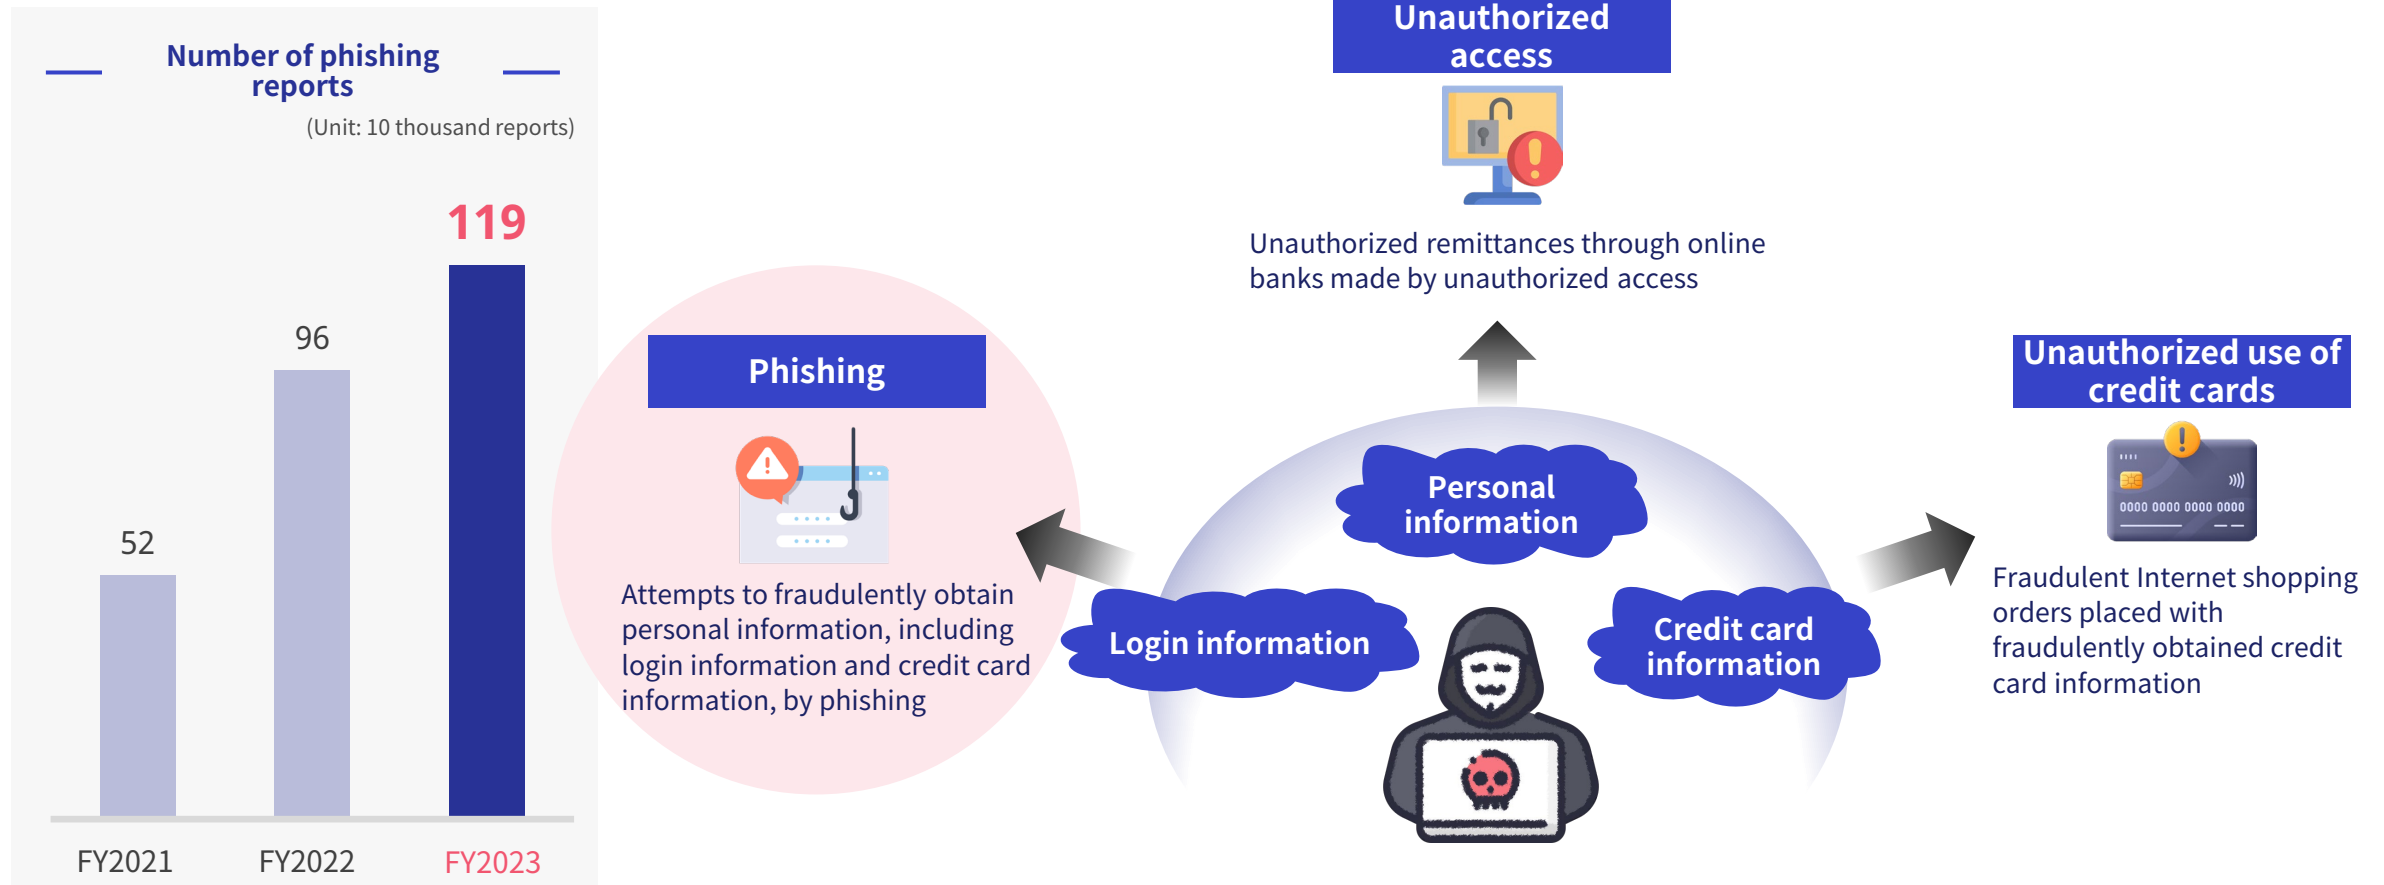 Number of phishing
reports
(Unit: 10 thousand reports)
119
96
52
FY2021
FY2022
FY2023
Phishing
Attempts to fraudulently obtain
personal information, including
login information and credit card
information, by phishing
Unauthorized
access
Unauthorized remittances through online
banks made by unauthorized access
Personal
information
Login information
Credit card
information
Unauthorized use of
credit cards
0000 0000 0000 0000
Fraudulent Internet shopping
orders placed with
fraudulently obtained credit
card information